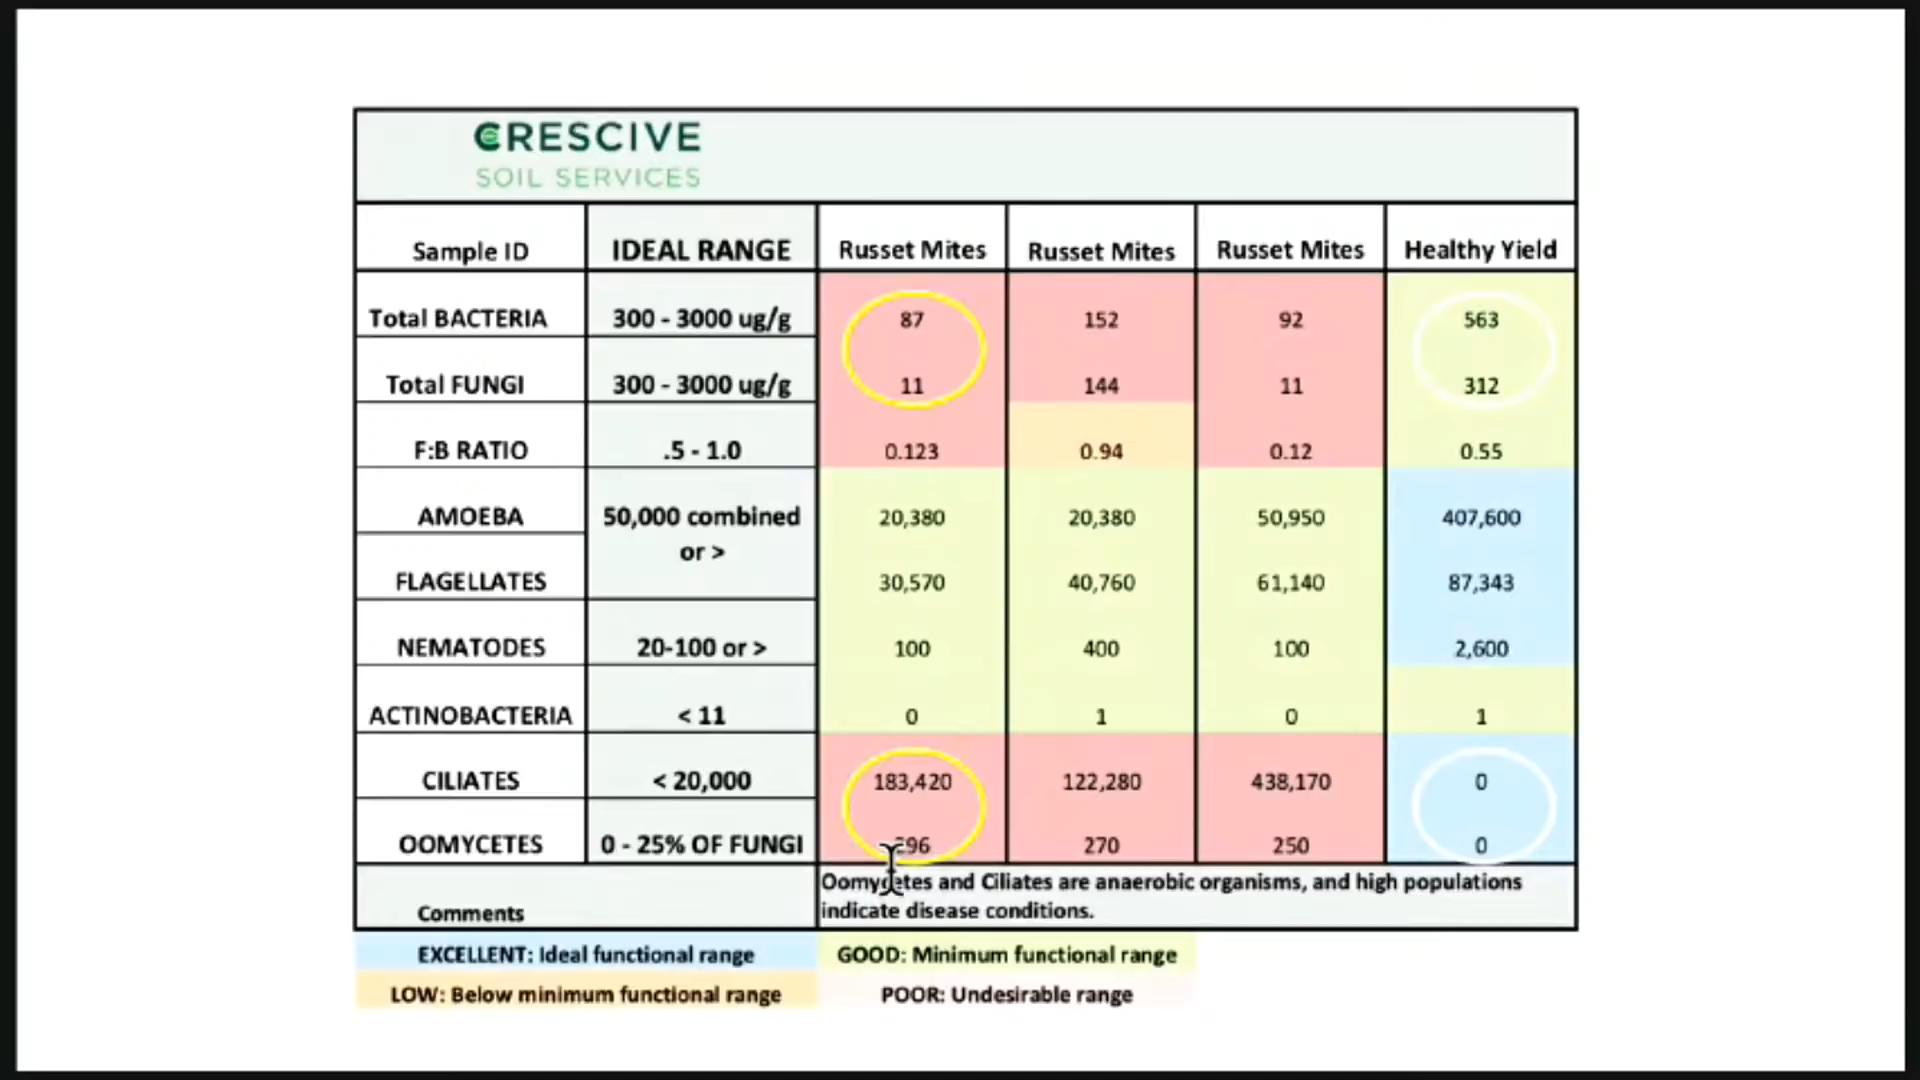 CRESCIVE
SOIL SERVICES
Sample ID IDEAL RANGE Russet Mites Russet Mites Russet Mites Healthy Yield
Total BACTERIA 300 - 3000 ug/g 87 152 92 563
Total FUNGI 300 - 3000 ug/g 11 144 11 312
F:B RATIO .5 - 1.0 0.123 0.94 0.12 0.55
AMOEBA 50,000 combined 20,380 20,380 50,950 407,600
or >
FLAGELLATES 30,570 40,760 61,140 87,343
NEMATODES 20-100 or > 100 400 100 2,600
ACTINOBACTERIA < 11 0 1 0 1
CILIATES < 20,000 183,420 122,280 438,170 0
OOMYCETES 0 - 25% OF FUNGI 270 250 0
Oomycetes and Ciliates are anaerobic organisms, and high populations
Comments indicate disease conditions.
EXCELLENT: Ideal functional range GOOD: Minimum functional range
LOW: Below minimum functional range POOR: Undesirable range